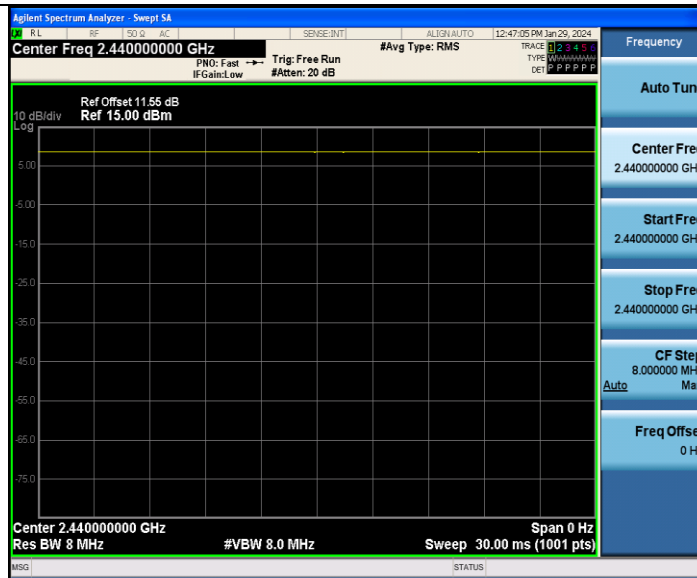 Agilent Spectrum Analyzer - Swept SA
RL RF 50 Ω AC SENSE:INT ALIGN AUTO 12:47:05 PM Jan 29, 2024
Center Freq 2.440000000 GHz #Avg Type: RMS TRACE 1 2 3 4 5 6
PNO: Fast Trig: Free Run TYPE
IFGain:Low #Atten: 20 dB DET P P P P P P
Ref Offset 11.55 dB
10 dB/div Ref 15.00 dBm
Log
5.00
-5.00
-15.0
-25.0
-35.0
-45.0
-55.0
-65.0
-75.0
Center 2.440000000 GHz Span 0 Hz
Res BW 8 MHz #VBW 8.0 MHz Sweep 30.00 ms (1001 pts)
MSG STATUS
Frequency
Auto Tun
Center Fre
2.440000000 GH
Start Fre
2.440000000 GH
Stop Fre
2.440000000 GH
CF Step
8.000000 MH
Auto Ma
Freq Offse
0 H